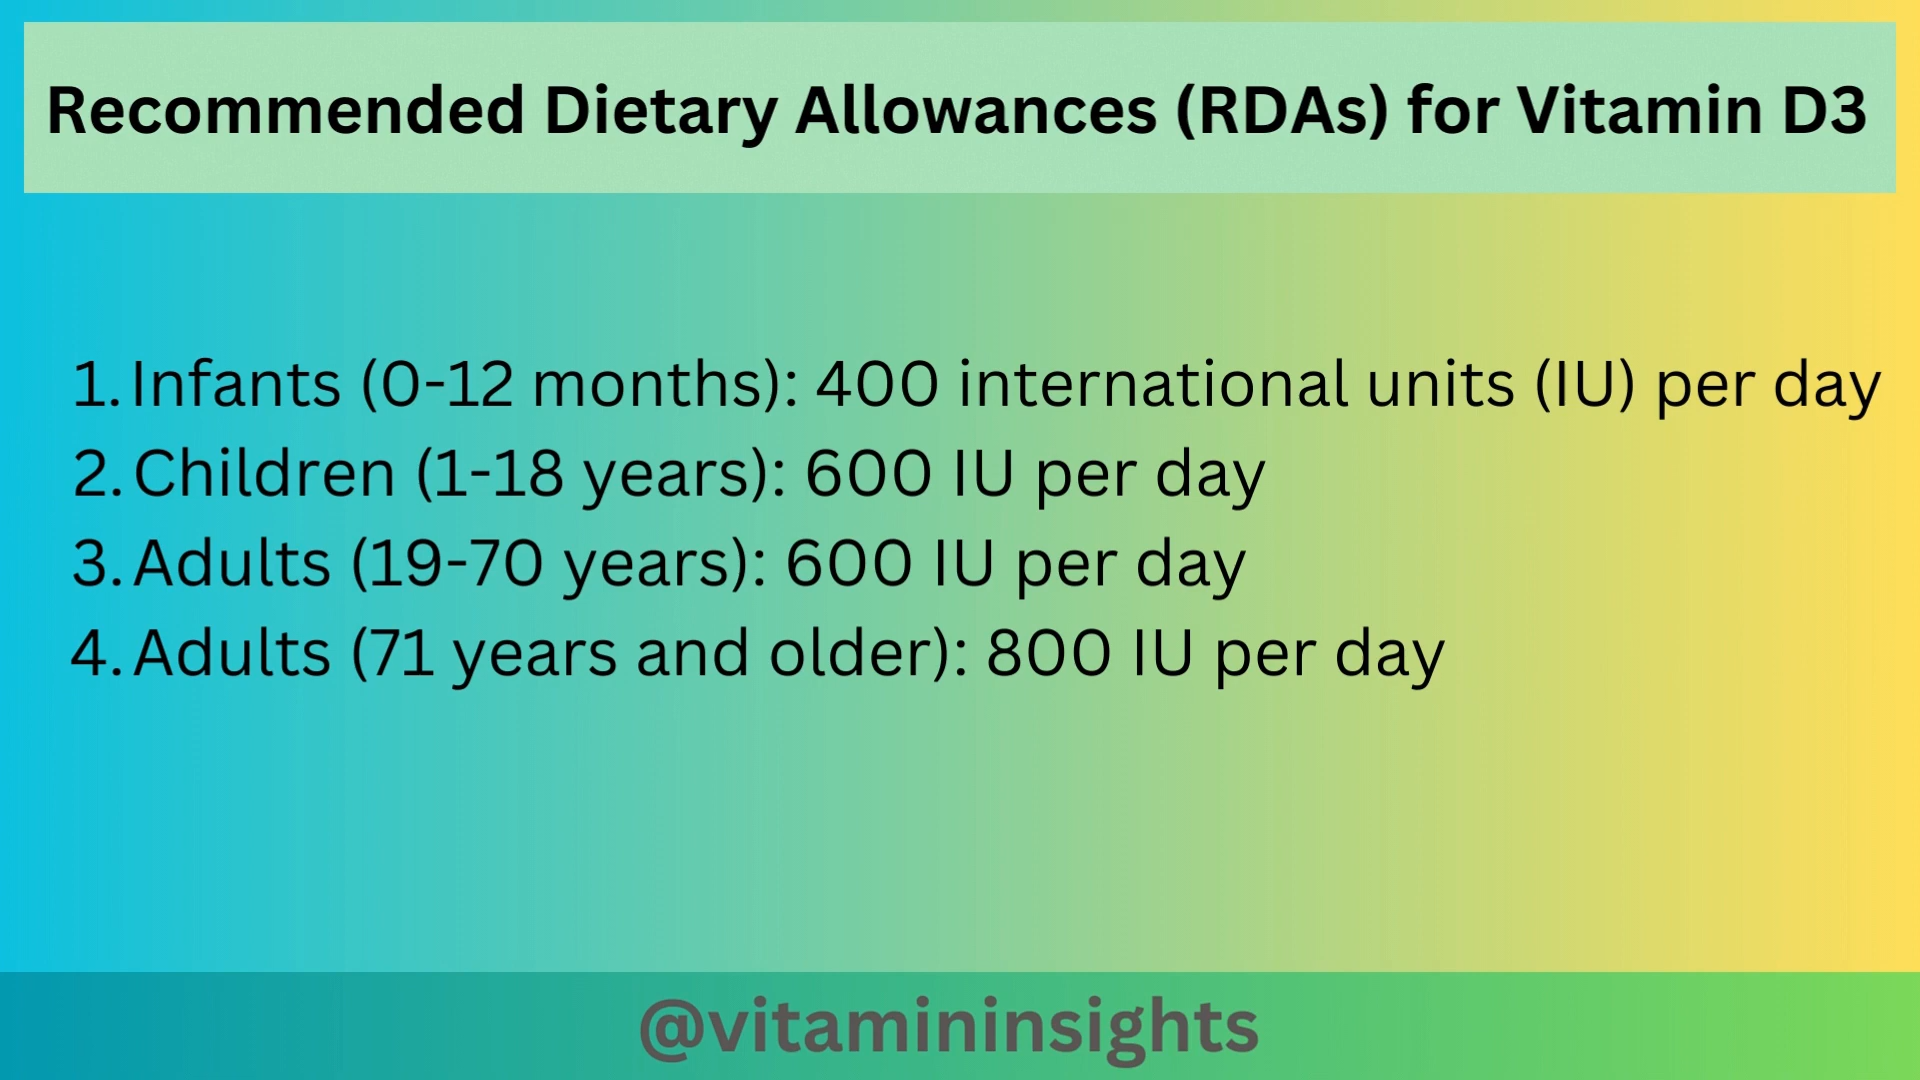 Recommended Dietary Allowances (RDAs) for Vitamin D3
1. Infants (0-12 months): 400 international units (IU) per day
2. Children (1-18 years): 600 IU per day
3. Adults (19-70 years): 600 IU per day
4. Adults (71 years and older): 800 IU per day
@vitamininsights